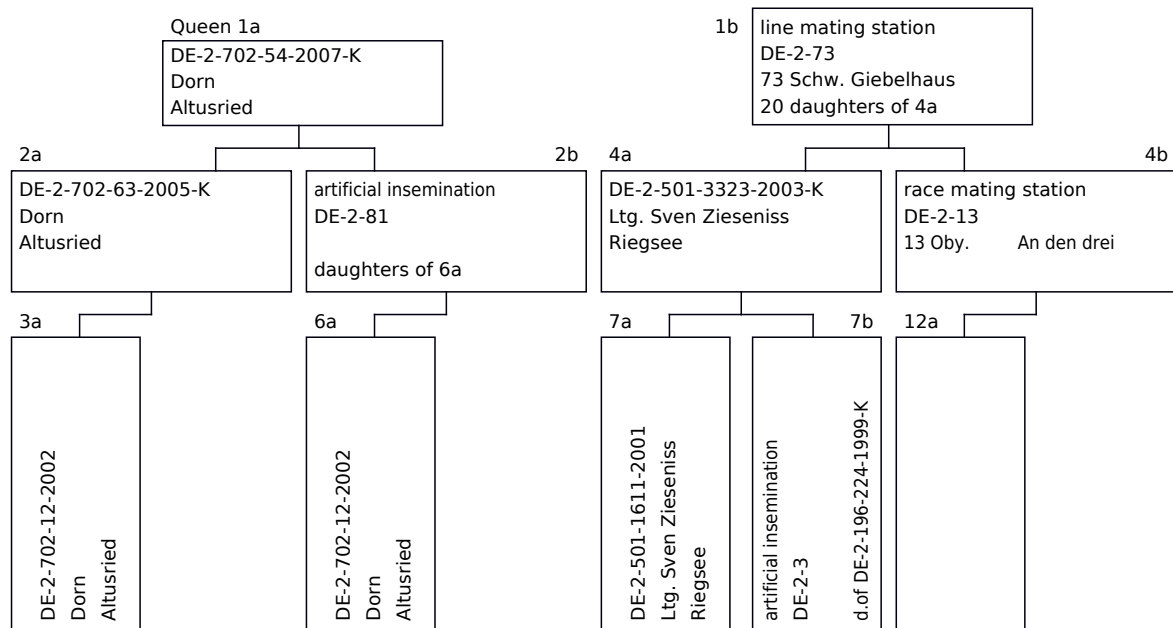 Queen 1a
DE-2-702-54-2007-K
Dorn
Altusried
1b
line mating station
DE-2-73
73 Schw. Giebelhaus
20 daughters of 4a
2a
DE-2-702-63-2005-K
Dorn
Altusried
2b
artificial insemination
DE-2-81
daughters of 6a
4a
DE-2-501-3323-2003-K
Ltg. Sven Zieseniss
Riegsee
4b
race mating station
DE-2-13
13 Oby. An den drei
3a
DE-2-702-12-2002
Dorn
Altusried
6a
DE-2-702-12-2002
Dorn
Altusried
7a
DE-2-501-1611-2001
Ltg. Sven Zieseniss
Riegsee
7b
artificial insemination
DE-2-3
d.of DE-2-196-224-1999-K
12a